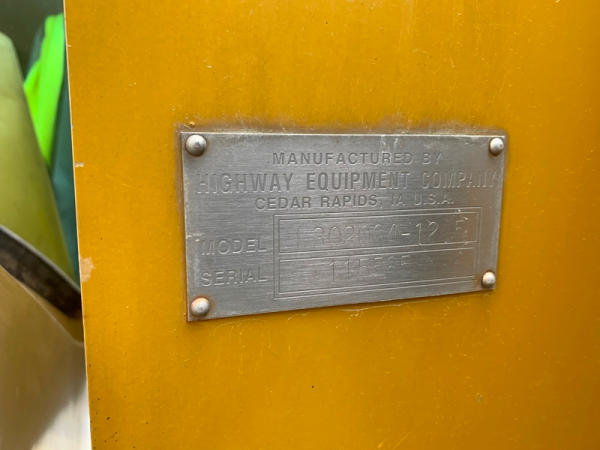 MANUFACTURED BY
HIGHWAY EQUIPMENT COMPANY
CEDAR RAPIDS, IA U.S.A.
MODEL
SERIAL